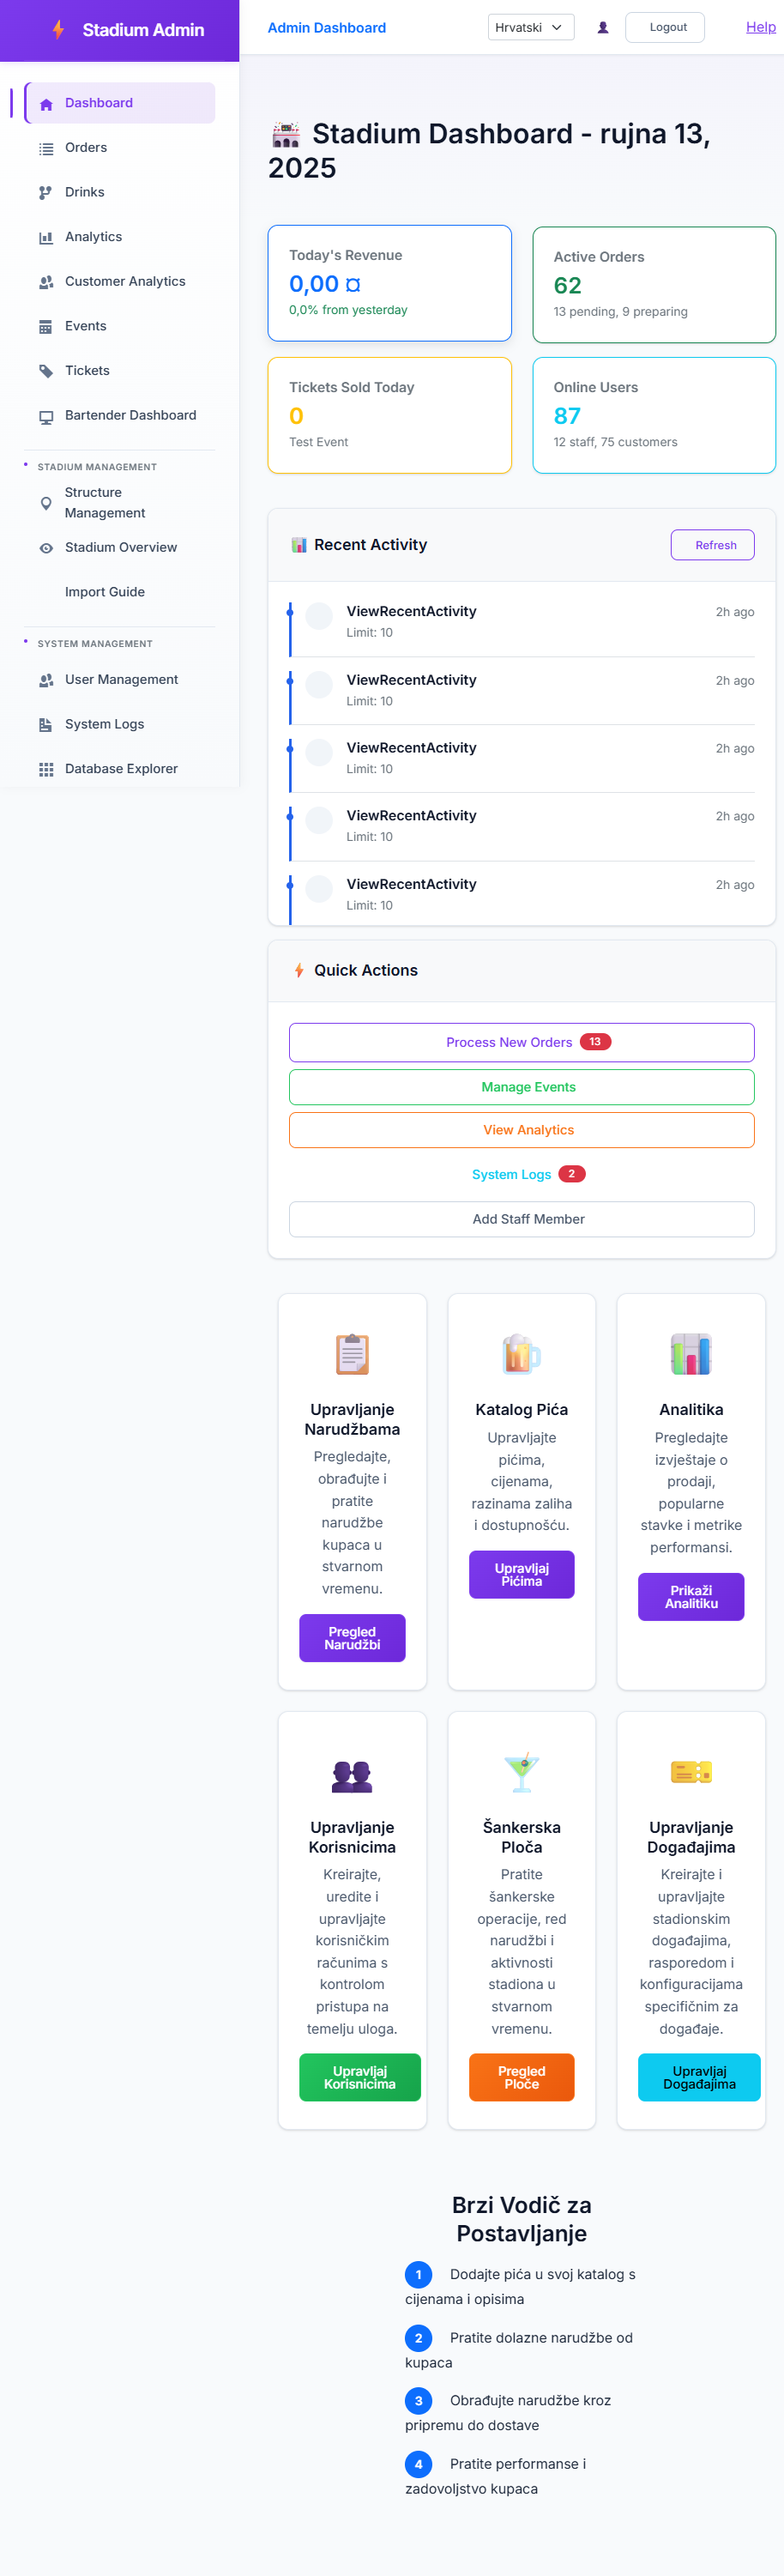 Stadium Admin
Dashboard
Orders
Drinks
Analytics
Customer Analytics
Events
Tickets
Bartender Dashboard
STADIUM MANAGEMENT
Structure
Management
Stadium Overview
Import Guide
SYSTEM MANAGEMENT
User Management
System Logs
Database Explorer
Admin Dashboard
Hrvatski
Logout
Help
Stadium Dashboard - rujna 13,
2025
Today's Revenue
0,00 ¤
0,0% from yesterday
Active Orders
62
13 pending, 9 preparing
Tickets Sold Today
0
Test Event
Online Users
87
12 staff, 75 customers
Recent Activity
Refresh
ViewRecentActivity
2h ago
Limit: 10
ViewRecentActivity
2h ago
Limit: 10
ViewRecentActivity
2h ago
Limit: 10
ViewRecentActivity
2h ago
Limit: 10
ViewRecentActivity
2h ago
Limit: 10
Quick Actions
Process New Orders 13
Manage Events
View Analytics
System Logs 2
Add Staff Member
Upravljanje
Narudžbama
Pregledajte,
obrađujte i
pratite
narudžbe
kupaca u
stvarnom
vremenu.
Pregled
Narudžbi
Katalog Pića
Upravljajte
pićima,
cijenama,
razinama zaliha
i dostupnošću.
Upravljaj
Pićima
Analitika
Pregledajte
izvještaje o
prodaji,
popularne
stavke i metrike
performansi.
Prikaži
Analitiku
Upravljanje
Korisnicima
Kreirajte,
uredite i
upravljajte
korisničkim
računima s
kontrolom
pristupa na
temelju uloga.
Upravljaj
Korisnicima
Šankerska
Ploča
Pratite
šankerske
operacije, red
narudžbi i
aktivnosti
stadiona u
stvarnom
vremenu.
Pregled
Ploče
Upravljanje
Događajima
Kreirajte i
upravljajte
stadionskim
događajima,
rasporedom i
konfiguracijama
specifičnim za
događaje.
Upravljaj
Događajima
Brzi Vodič za
Postavljanje
1 Dodajte pića u svoj katalog s
cijenama i opisima
2 Pratite dolazne narudžbe od
kupaca
3 Obrađujte narudžbe kroz
pripremu do dostave
4 Pratite performanse i
zadovoljstvo kupaca